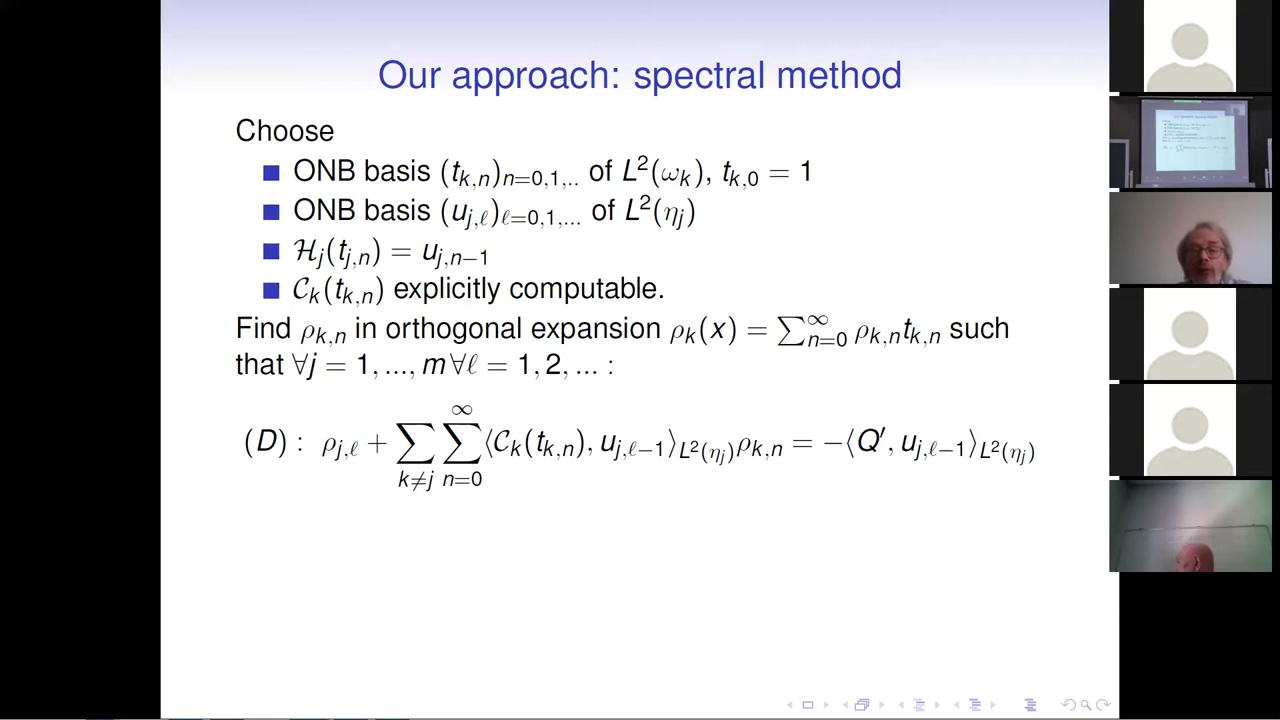 Our approach: spectral method
Choose
ONB basis (t_{k,n})_{n=0,1,..} of L²(ω_k), t_{k,0} = 1
ONB basis (u_{j,ℓ})_{ℓ=0,1,...} of L²(η_j)
ℋ_j(t_{j,n}) = u_{j,n−1}
𝒞_k(t_{k,n}) explicitly computable.
Find ρ_{k,n} in orthogonal expansion ρ_k(x) = ∑_{n=0}^{∞} ρ_{k,n}t_{k,n} such
that ∀j = 1, ..., m ∀ℓ = 1, 2, ... :
(D) : ρ_{j,ℓ} + ∑_{k≠j} ∑_{n=0}^{∞} ⟨𝒞_k(t_{k,n}), u_{j,ℓ−1}⟩_{L²(η_j)} ρ_{k,n} = −⟨Q′, u_{j,ℓ−1}⟩_{L²(η_j)}